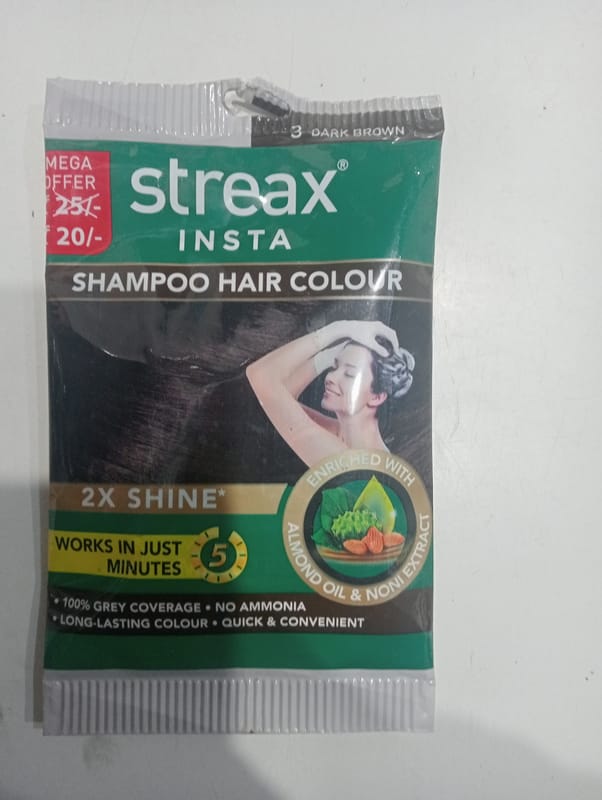 3 DARK BROWN
MEGA
OFFER
₹ 25/-
₹ 20/-
streax®
INSTA
SHAMPOO HAIR COLOUR
2X SHINE*
ENRICHED WITH
ALMOND OIL & NONI EXTRACT
WORKS IN JUST 5
MINUTES
• 100% GREY COVERAGE • NO AMMONIA
• LONG-LASTING COLOUR • QUICK & CONVENIENT